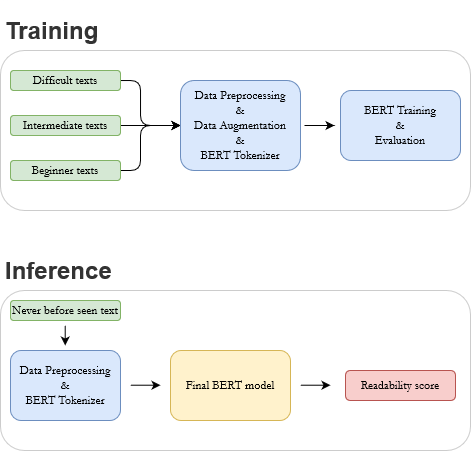 Training
Difficult texts
Intermediate texts
Beginner texts
Data Preprocessing
&
Data Augmentation
&
BERT Tokenizer
BERT Training
&
Evaluation
Inference
Never before seen text
Data Preprocessing
&
BERT Tokenizer
Final BERT model
Readability score